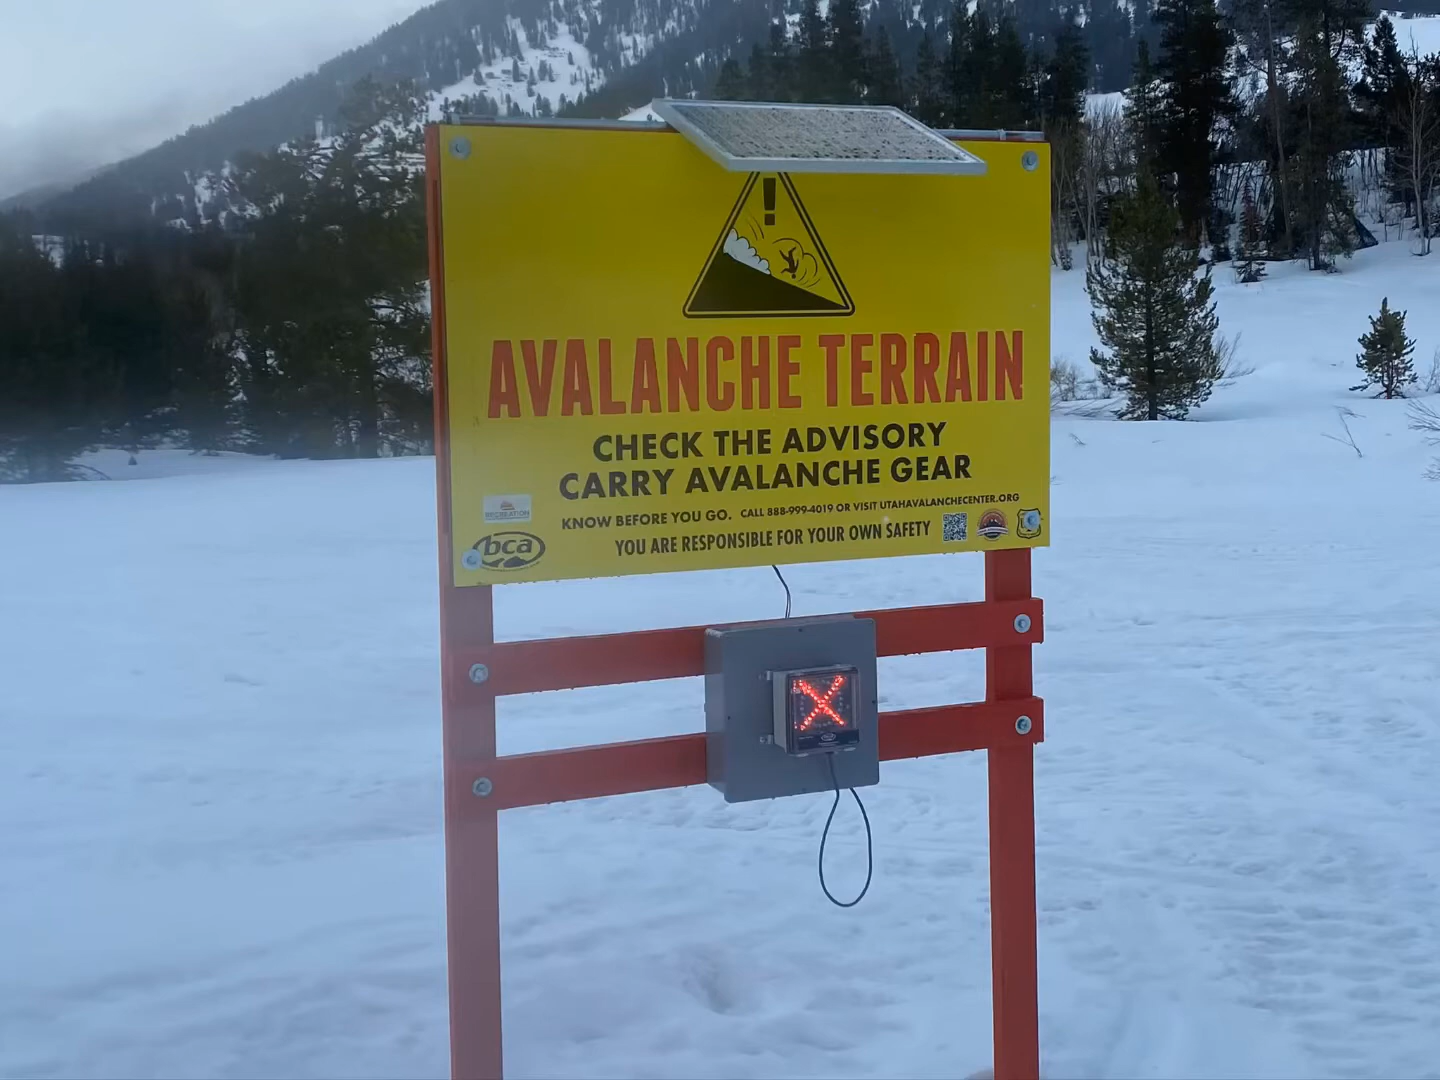 !
AVALANCHE TERRAIN
CHECK THE ADVISORY
CARRY AVALANCHE GEAR
KNOW BEFORE YOU GO. CALL 888-999-4019 OR VISIT UTAHAVALANCHECENTER.ORG
YOU ARE RESPONSIBLE FOR YOUR OWN SAFETY
RECREATION
bca